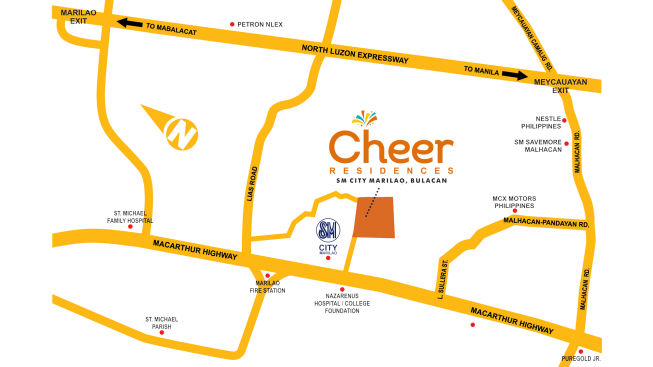 MARILAO
EXIT
TO MABALACAT
PETRON NLEX
NORTH LUZON EXPRESSWAY
TO MANILA
MEYCAUAYAN CAMALIG RD.
MEYCAUAYAN
EXIT
NESTLE
PHILIPPINES
SM SAVEMORE
MALHACAN
MALHACAN RD.
N
Cheer
RESIDENCES
SM CITY MARILAO, BULACAN
LIAS ROAD
MCX MOTORS
PHILIPPINES
MALHACAN-PANDAYAN RD.
ST. MICHAEL
FAMILY HOSPITAL
SM
CITY
MARILAO
MACARTHUR HIGHWAY
L. SULLERA ST.
MALHACAN RD.
MARILAO
FIRE STATION
NAZARENUS
HOSPITAL / COLLEGE
FOUNDATION
ST. MICHAEL
PARISH
MACARTHUR HIGHWAY
PUREGOLD JR.